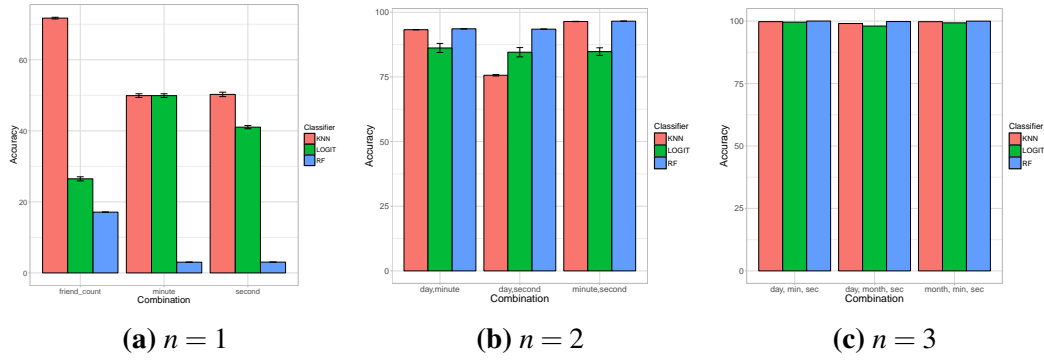 60
40
20
0
Accuracy
friend_count
minute
second
Combination
Classifier
KNN
LOGIT
RF
(a) n = 1
100
75
50
25
0
Accuracy
day,minute
day,second
minute,second
Combination
Classifier
KNN
LOGIT
RF
(b) n = 2
100
75
50
25
0
Accuracy
day, min, sec
day, month, sec
month, min, sec
Combination
Classifier
KNN
LOGIT
RF
(c) n = 3